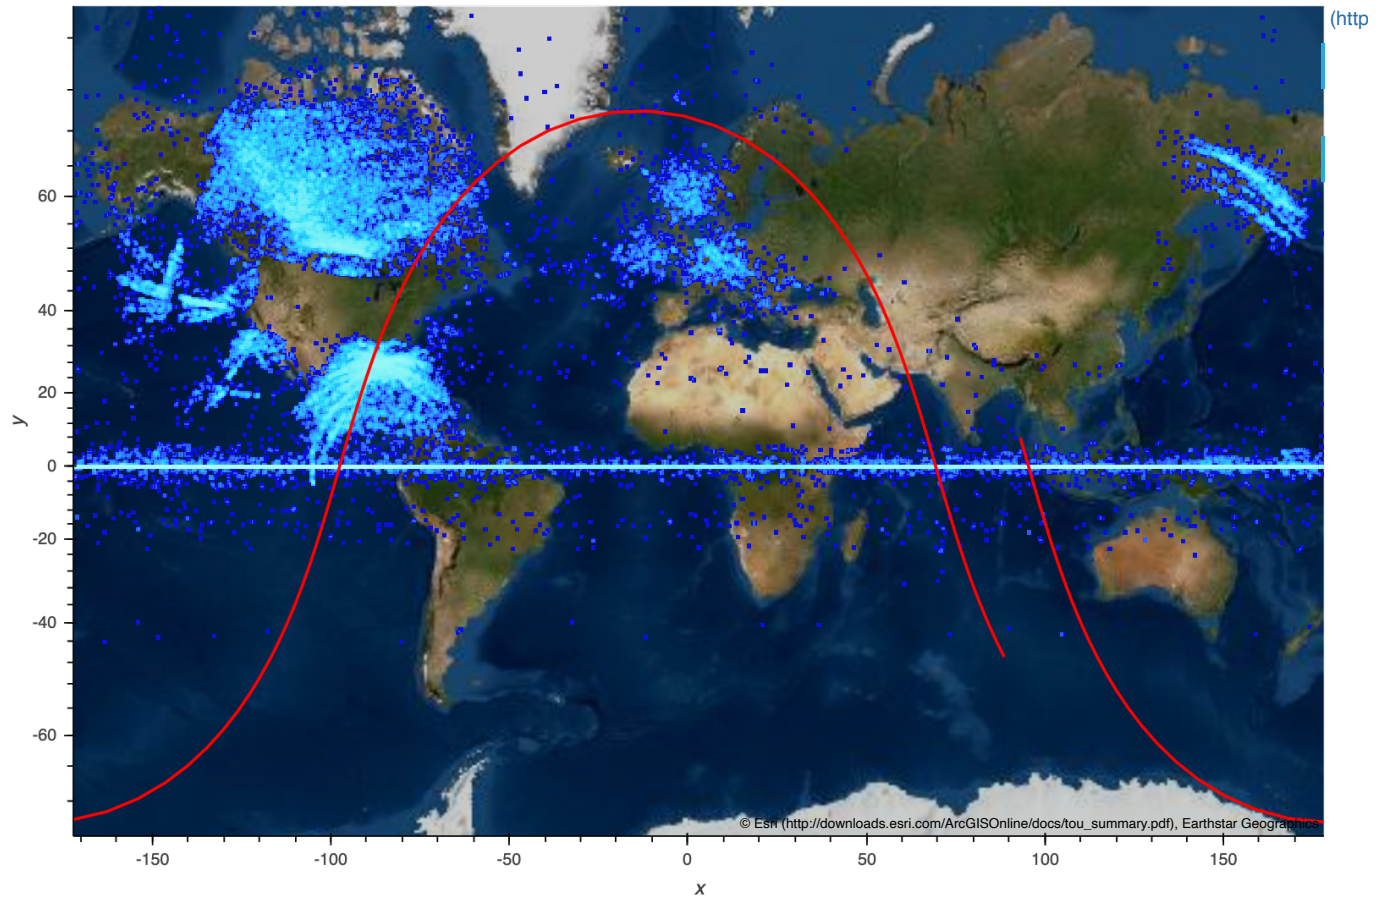 (http
60
40
20
0
-20
-40
-60
y
© Esri (http://downloads.esri.com/ArcGISOnline/docs/tou_summary.pdf), Earthstar Geographics
-150 -100 -50 0 50 100 150
x